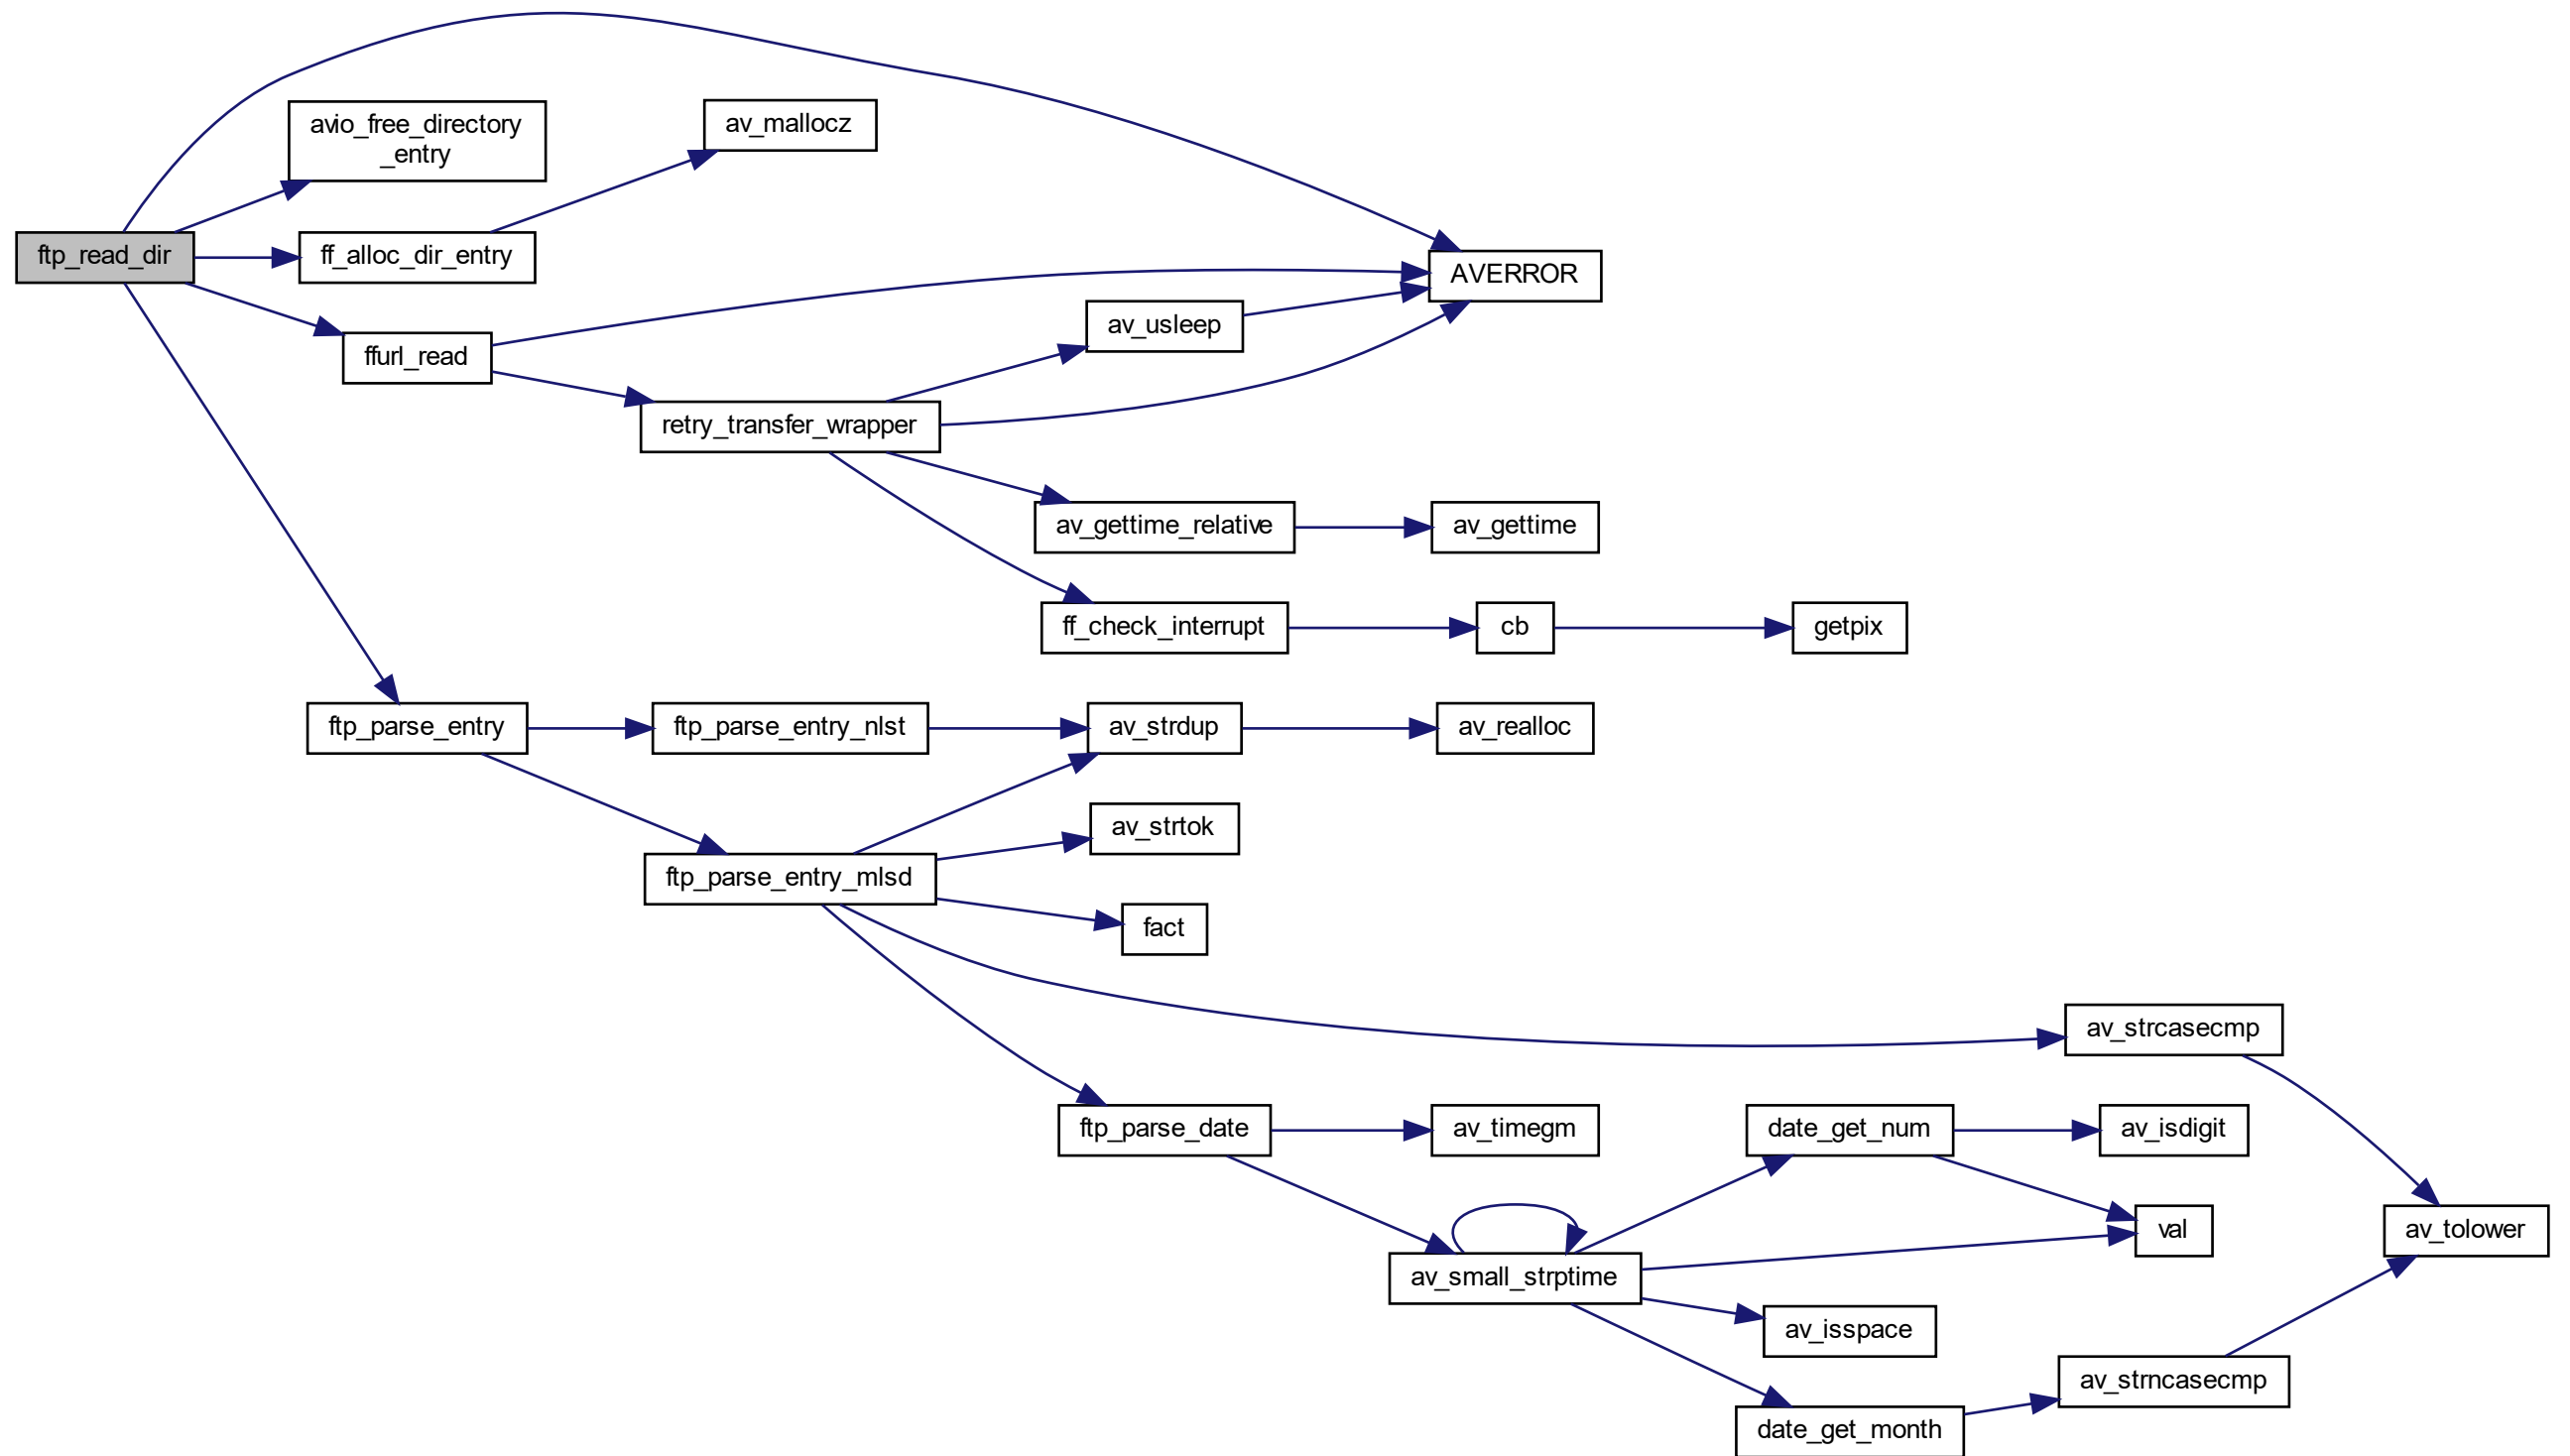 avio_free_directory
_entry
av_mallocz
ftp_read_dir
ff_alloc_dir_entry
AVERROR
av_usleep
ffurl_read
retry_transfer_wrapper
av_gettime_relative
av_gettime
ff_check_interrupt
cb
getpix
ftp_parse_entry
ftp_parse_entry_nlst
av_strdup
av_realloc
av_strtok
ftp_parse_entry_mlsd
fact
av_strcasecmp
ftp_parse_date
av_timegm
date_get_num
av_isdigit
val
av_tolower
av_small_strptime
av_isspace
av_strncasecmp
date_get_month